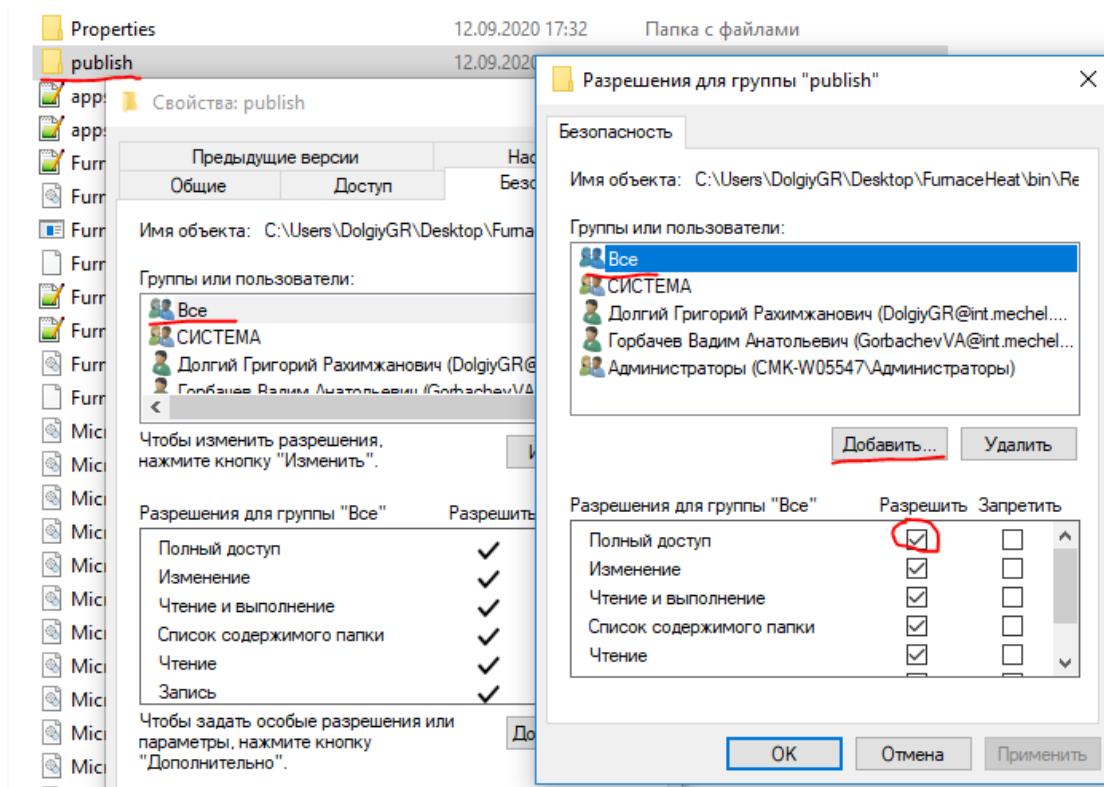 Properties 12.09.2020 17:32 Папка с файлами
publish 12.09.2020
Свойства: publish
Предыдущие версии
Общие Доступ
Имя объекта: C:\Users\DolgiyGR\Desktop\Furna
Группы или пользователи:
Все
СИСТЕМА
Долгий Григорий Рахимжанович (DolgiyGR@
Горбачев Вадим Анатольевич (GorbachevVA
Чтобы изменить разрешения,
нажмите кнопку "Изменить".
Разрешения для группы "Все" Разрешить
Полный доступ
Изменение
Чтение и выполнение
Список содержимого папки
Чтение
Запись
Чтобы задать особые разрешения или
параметры, нажмите кнопку
"Дополнительно".
Разрешения для группы "publish"
Безопасность
Имя объекта: C:\Users\DolgiyGR\Desktop\FurnaceHeat\bin\Re
Группы или пользователи:
Все
СИСТЕМА
Долгий Григорий Рахимжанович (DolgiyGR@int.mechel....
Горбачев Вадим Анатольевич (GorbachevVA@int.mechel...
Администраторы (CMK-W05547\Администраторы)
Добавить... Удалить
Разрешения для группы "Все" Разрешить Запретить
Полный доступ
Изменение
Чтение и выполнение
Список содержимого папки
Чтение
OK Отмена Применить